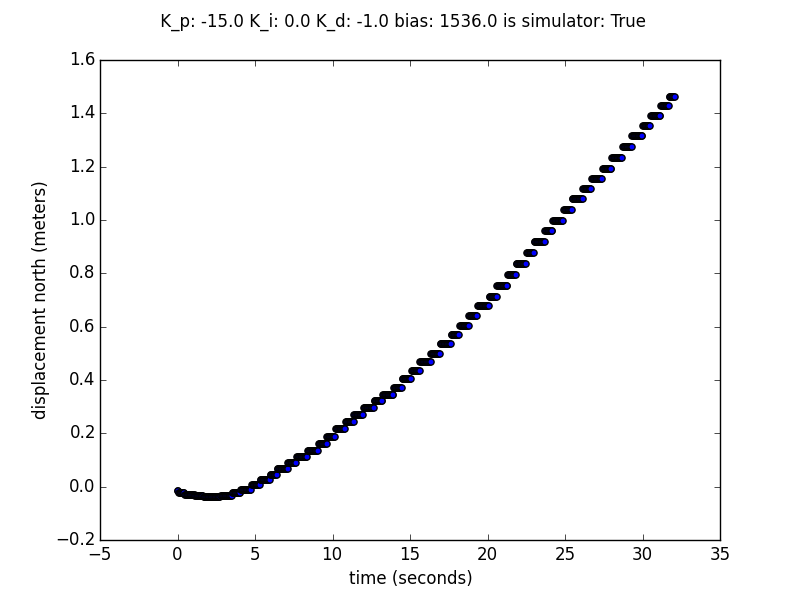 K_p: -15.0 K_i: 0.0 K_d: -1.0 bias: 1536.0 is simulator: True
1.6
1.4
1.2
1.0
0.8
0.6
0.4
0.2
0.0
−0.2
displacement north (meters)
−5 0 5 10 15 20 25 30 35
time (seconds)